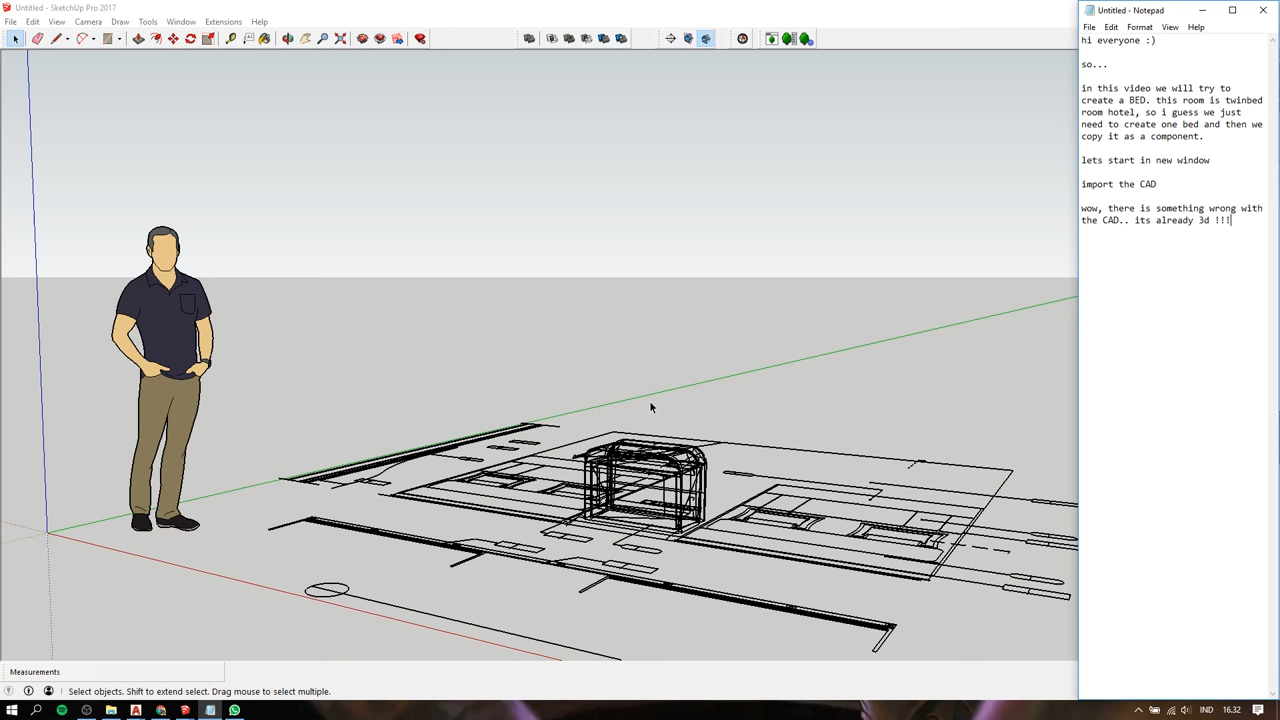 Untitled - SketchUp Pro 2017
File Edit View Camera Draw Tools Window Extensions Help
Untitled - Notepad
File Edit Format View Help
hi everyone :)
so...
in this video we will try to
create a BED. this room is twinbed
room hotel, so i guess we just
need to create one bed and then we
copy it as a component.
lets start in new window
import the CAD
wow, there is something wrong with
the CAD.. its already 3d !!!
Measurements
Select objects. Shift to extend select. Drag mouse to select multiple.
IND
16.32